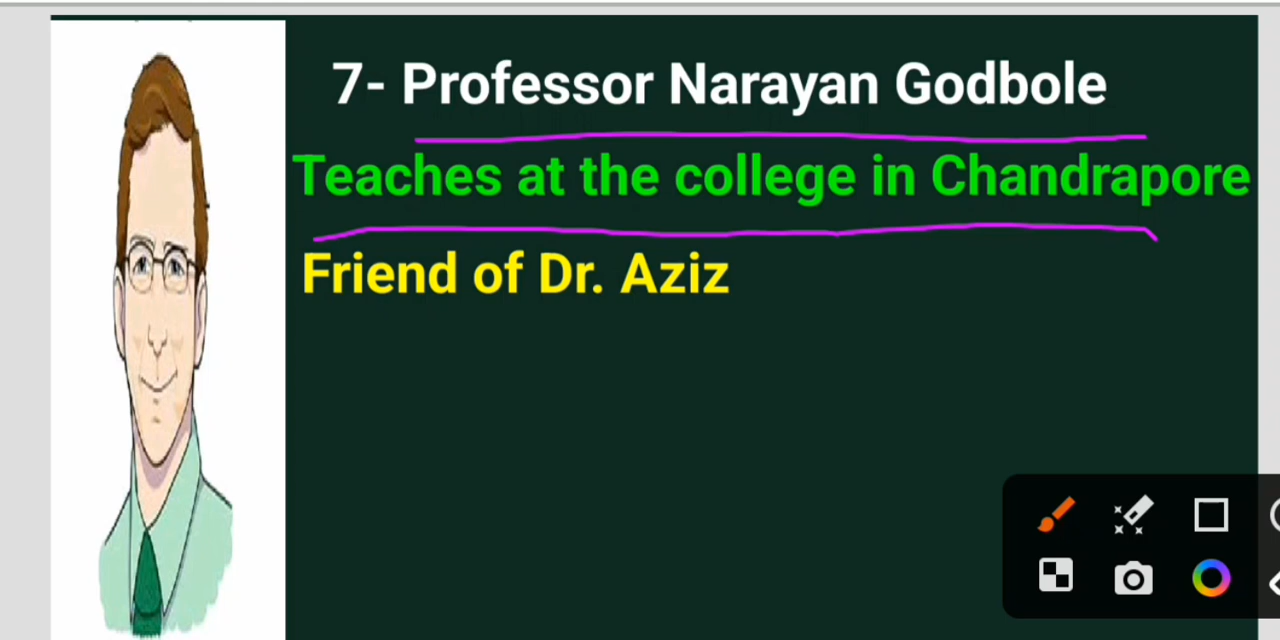 7- Professor Narayan Godbole
Teaches at the college in Chandrapore
Friend of Dr. Aziz